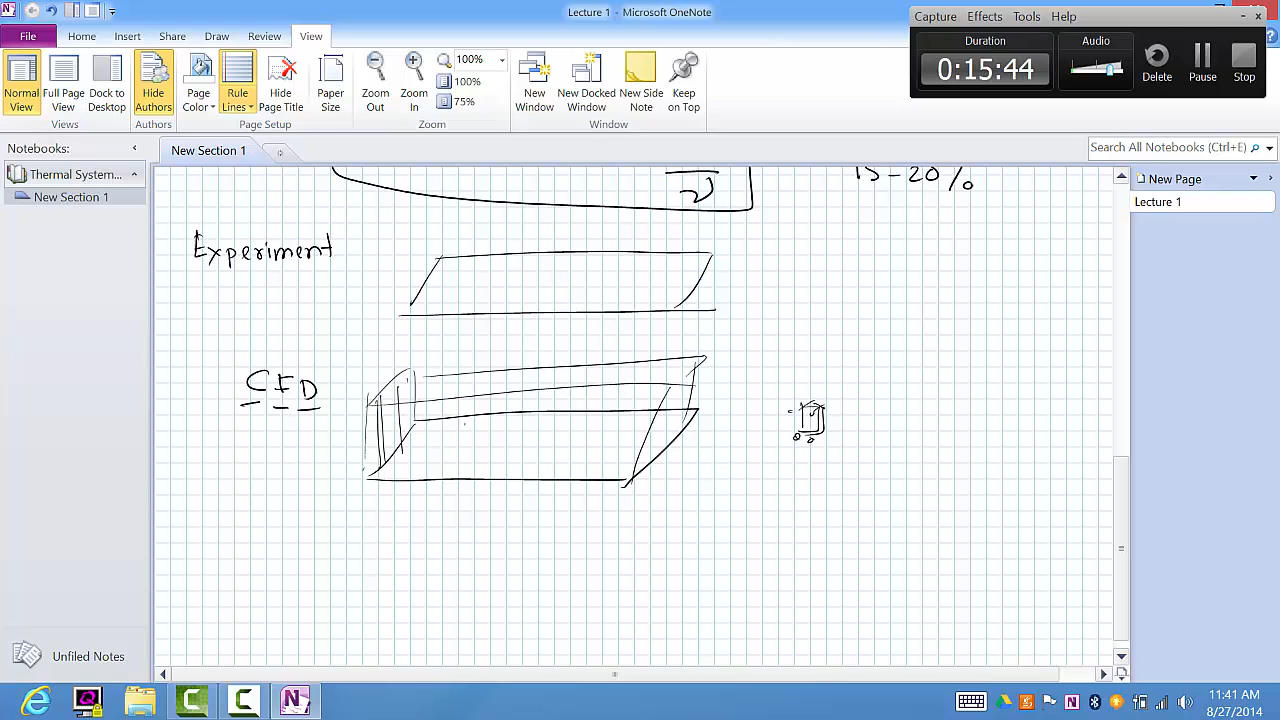 Lecture 1 - Microsoft OneNote
File Home Insert Share Draw Review View
Normal View
Full Page View
Dock to Desktop
Hide Authors
Page Color
Rule Lines
Hide Page Title
Paper Size
Zoom Out
Zoom In
100%
100%
75%
New Window
New Docked Window
New Side Note
Keep on Top
Views Authors Page Setup Zoom Window
Capture Effects Tools Help
Duration
0:15:44
Audio
Delete Pause Stop
Notebooks:
Thermal System...
New Section 1
New Section 1
Search All Notebooks (Ctrl+E)
New Page
Lecture 1
15-20%
ν
Experiment
CFD
Unfiled Notes
11:41 AM
8/27/2014